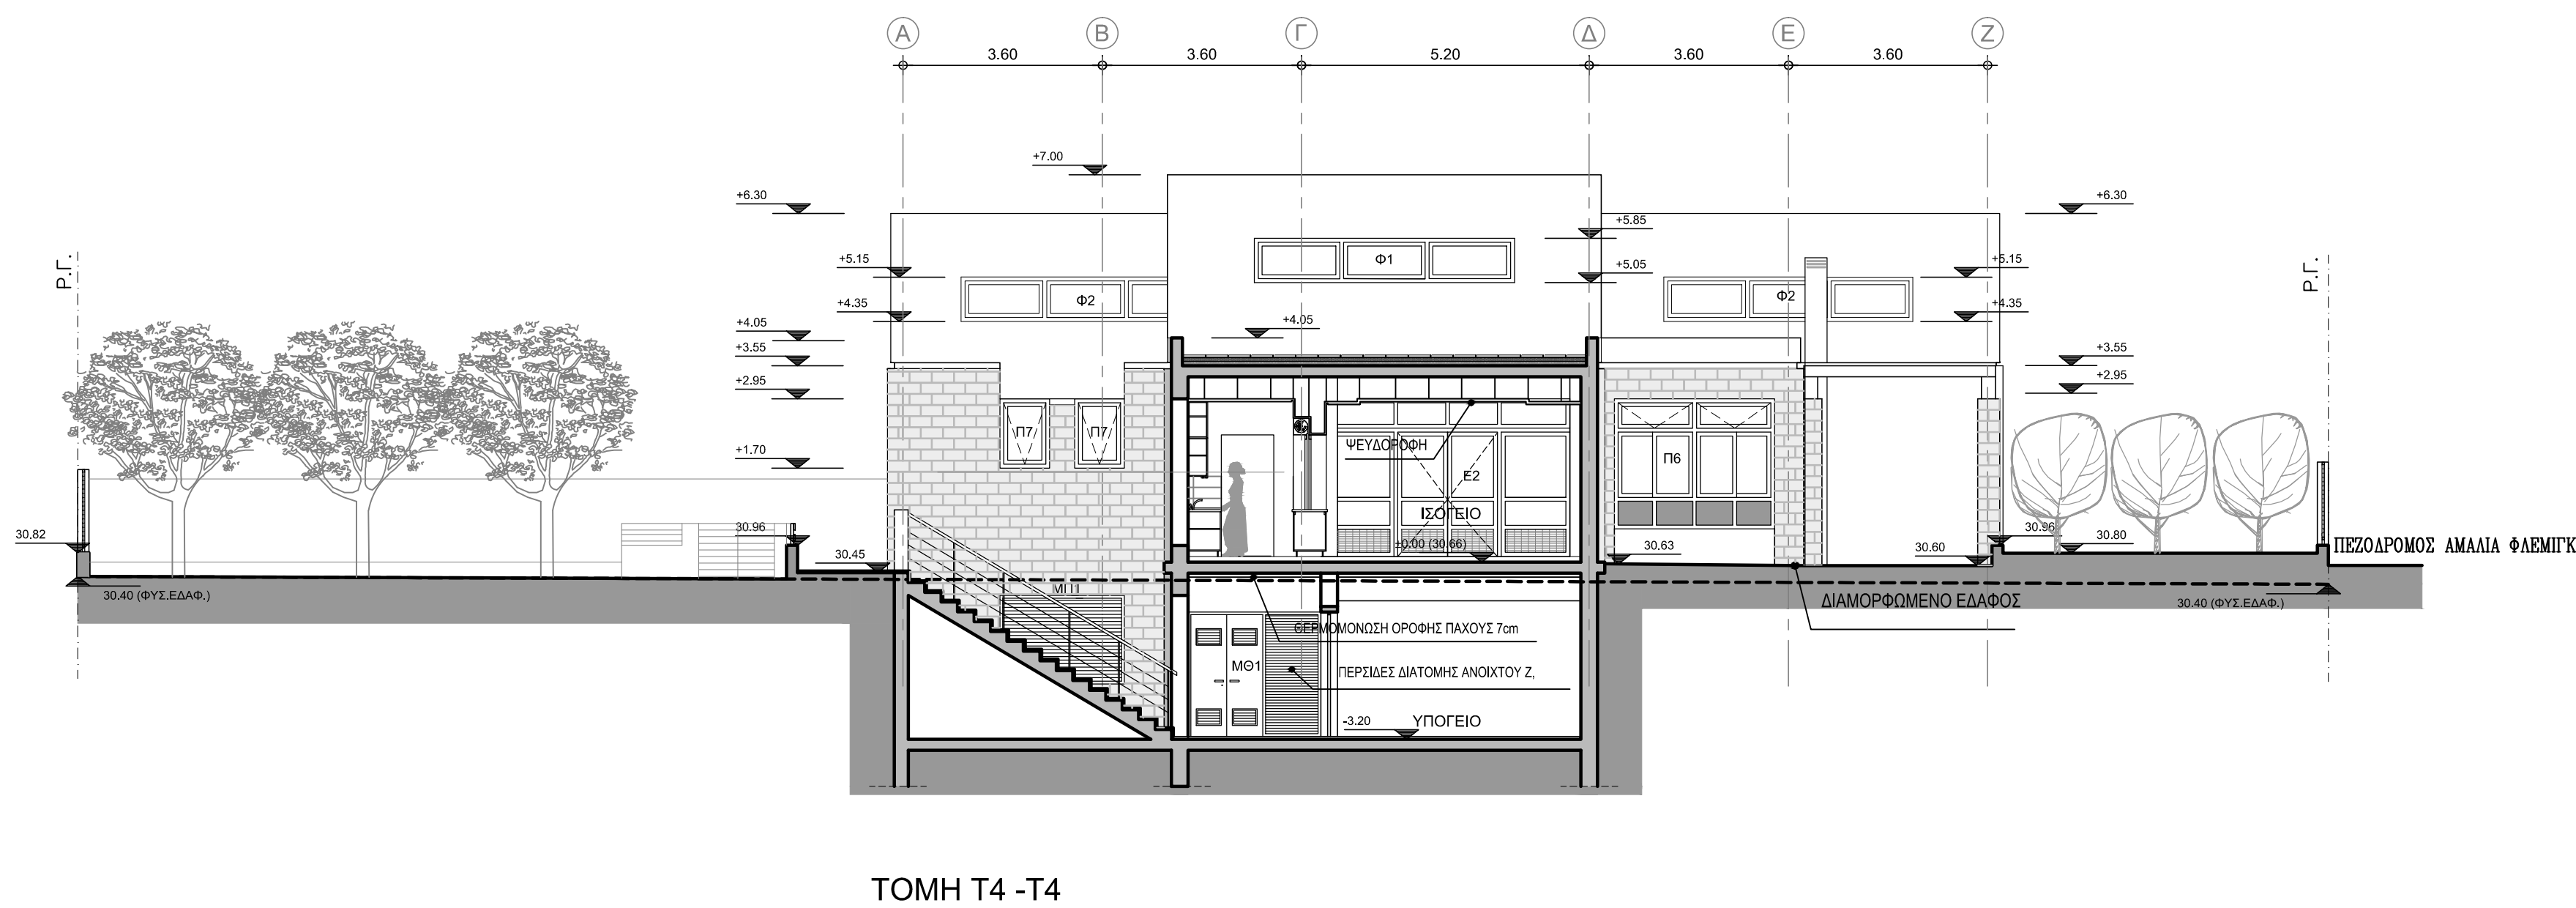 Α Β Γ Δ Ε Ζ
3.60 3.60 5.20 3.60 3.60
+7.00
+6.30 +6.30
+5.85
Ρ.Γ. Ρ.Γ.
+5.15 Φ1 +5.05 +5.15
+4.35 Φ2 Φ2 +4.35
+4.05 +4.05
+3.55 +3.55
+2.95 +2.95
Π7 Π7 ΨΕΥΔΟΡΟΦΗ
+1.70 Π6
Ε2
ΙΣΟΓΕΙΟ
30.82 30.96 30.96 30.80
30.45 ±0.00 (30.66) 30.63 30.60 ΠΕΖΟΔΡΟΜΟΣ ΑΜΑΛΙΑ ΦΛΕΜΙΓΚ
30.40 (ΦΥΣ.ΕΔΑΦ.) ΜΠ1 ΔΙΑΜΟΡΦΩΜΕΝΟ ΕΔΑΦΟΣ 30.40 (ΦΥΣ.ΕΔΑΦ.)
ΘΕΡΜΟΜΟΝΩΣΗ ΟΡΟΦΗΣ ΠΑΧΟΥΣ 7cm
ΜΘ1 ΠΕΡΣΙΔΕΣ ΔΙΑΤΟΜΗΣ ΑΝΟΙΧΤΟΥ Ζ,
-3.20 ΥΠΟΓΕΙΟ
ΤΟΜΗ Τ4 -Τ4